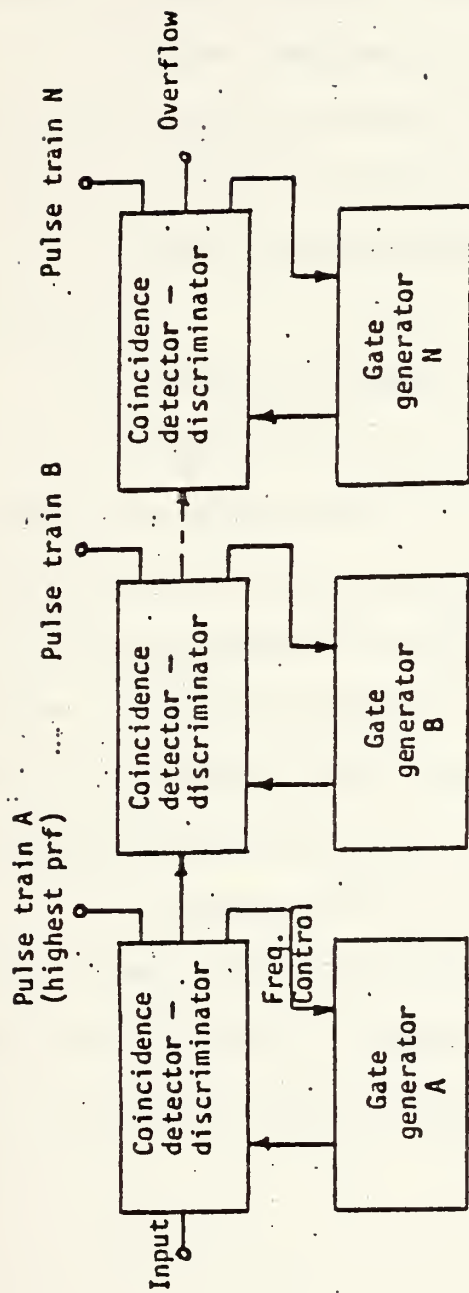 Pulse train A
(highest prf)
....
Pulse train B
Pulse train N
Input
Coincidence
detector –
discriminator
Coincidence
detector –
discriminator
Coincidence
detector –
discriminator
Overflow
Freq.
Control
Gate
generator
A
Gate
generator
B
Gate
generator
N